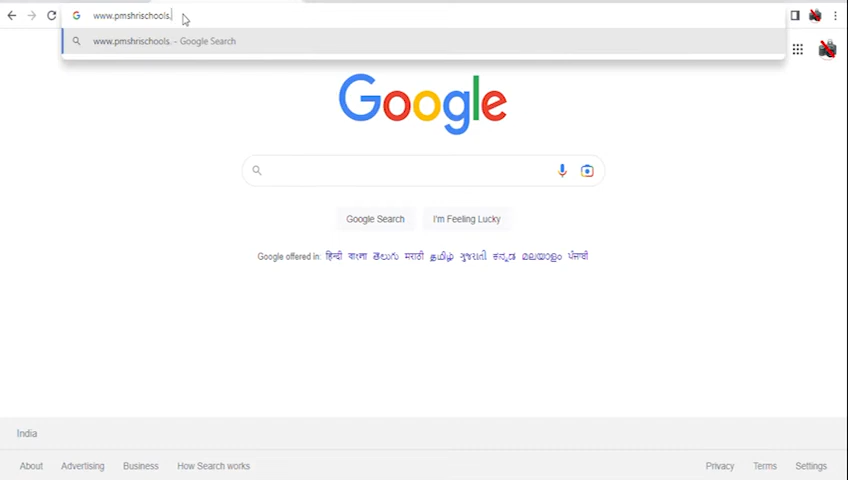 www.pmshrischools.
www.pmshrischools. - Google Search
Google
Google Search
I'm Feeling Lucky
Google offered in: हिन्दी বাংলা తెలుగు मराठी தமிழ் ગુજરાતી ಕನ್ನಡ മലയാളം ਪੰਜਾਬੀ
India
About Advertising Business How Search works Privacy Terms Settings